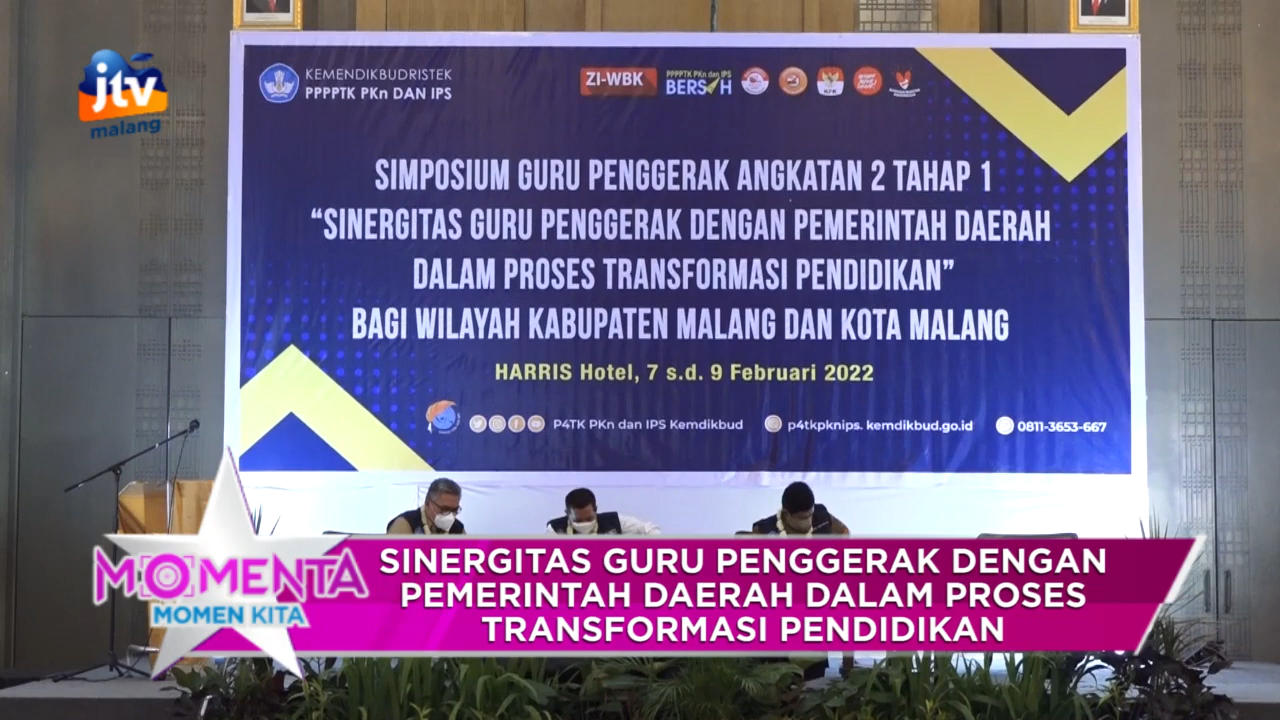 jtv
malang
KEMENDIKBUDRISTEK
PPPPTK PKn DAN IPS
ZI-WBK
PPPPTK PKn dan IPS
BERSIH
KPK
SIMPOSIUM GURU PENGGERAK ANGKATAN 2 TAHAP 1
“SINERGITAS GURU PENGGERAK DENGAN PEMERINTAH DAERAH
DALAM PROSES TRANSFORMASI PENDIDIKAN”
BAGI WILAYAH KABUPATEN MALANG DAN KOTA MALANG
HARRIS Hotel, 7 s.d. 9 Februari 2022
P4TK PKn dan IPS Kemdikbud
p4tkpknips. kemdikbud.go.id
0811-3653-667
MOMENTA
MOMEN KITA
SINERGITAS GURU PENGGERAK DENGAN
PEMERINTAH DAERAH DALAM PROSES
TRANSFORMASI PENDIDIKAN